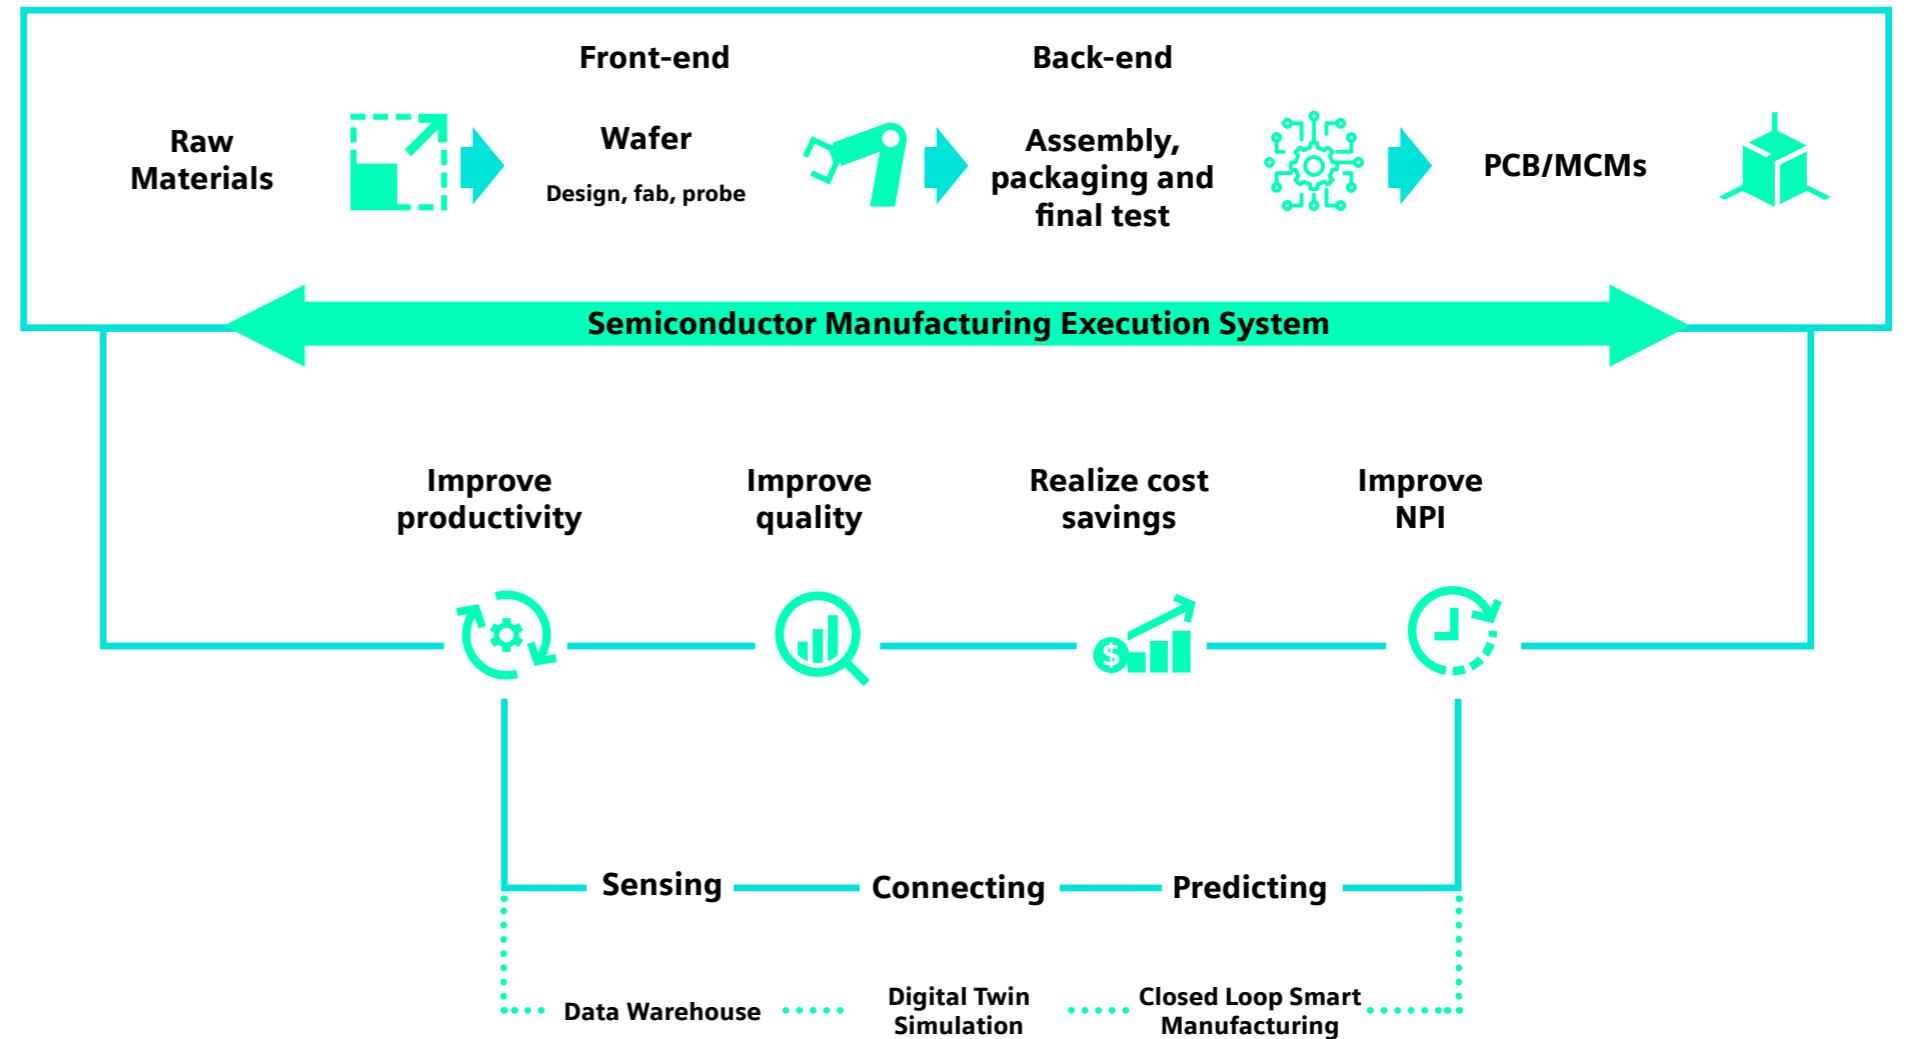 Front-end
Back-end
Raw
Materials
Wafer
Design, fab, probe
Assembly,
packaging and
final test
PCB/MCMs
Semiconductor Manufacturing Execution System
Improve
productivity
Improve
quality
Realize cost
savings
Improve
NPI
$
Sensing
Connecting
Predicting
Data Warehouse
Digital Twin
Simulation
Closed Loop Smart
Manufacturing